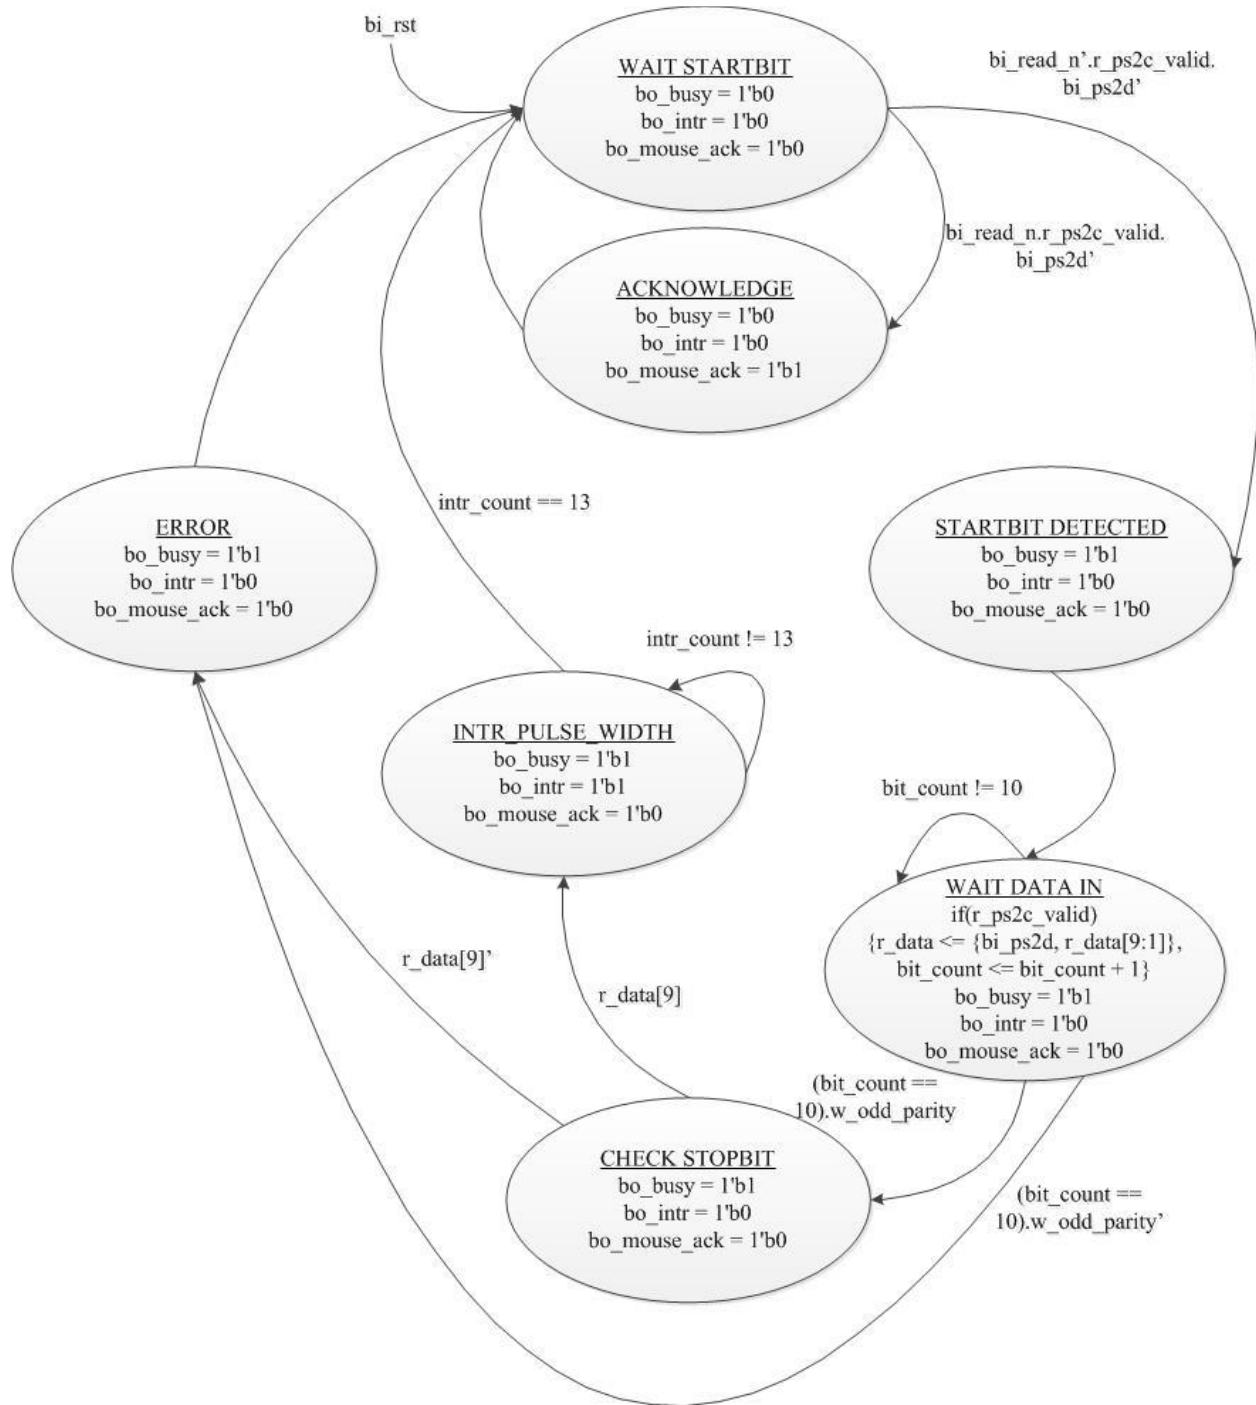 bi_rst
WAIT STARTBIT
bo_busy = 1'b0
bo_intr = 1'b0
bo_mouse_ack = 1'b0
bi_read_n’.r_ps2c_valid.
bi_ps2d’
bi_read_n.r_ps2c_valid.
bi_ps2d’
ACKNOWLEDGE
bo_busy = 1'b0
bo_intr = 1'b0
bo_mouse_ack = 1'b1
intr_count == 13
ERROR
bo_busy = 1'b1
bo_intr = 1'b0
bo_mouse_ack = 1'b0
STARTBIT DETECTED
bo_busy = 1'b1
bo_intr = 1'b0
bo_mouse_ack = 1'b0
intr_count != 13
INTR_PULSE_WIDTH
bo_busy = 1'b1
bo_intr = 1'b1
bo_mouse_ack = 1'b0
bit_count != 10
WAIT DATA IN
if(r_ps2c_valid)
{r_data <= {bi_ps2d, r_data[9:1]},
bit_count <= bit_count + 1}
bo_busy = 1'b1
bo_intr = 1'b0
bo_mouse_ack = 1'b0
r_data[9]’
r_data[9]
(bit_count ==
10).w_odd_parity
CHECK STOPBIT
bo_busy = 1'b1
bo_intr = 1'b0
bo_mouse_ack = 1'b0
(bit_count ==
10).w_odd_parity’